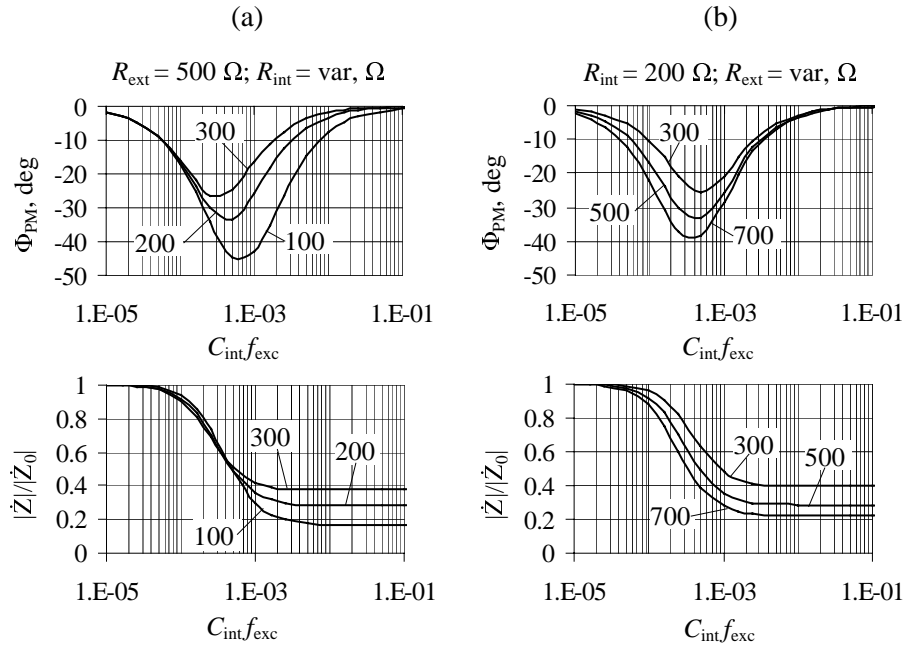 (a)
R_ext = 500 Ω; R_int = var, Ω
0
-10
-20
-30
-40
-50
Φ_PM, deg
300
200
100
1.E-05
1.E-03
1.E-01
C_int f_exc
1
0.8
0.6
0.4
0.2
0
|Ż|/|Ż_0|
300
200
100
1.E-05
1.E-03
1.E-01
C_int f_exc
(b)
R_int = 200 Ω; R_ext = var, Ω
0
-10
-20
-30
-40
-50
Φ_PM, deg
300
500
700
1.E-05
1.E-03
1.E-01
C_int f_exc
1
0.8
0.6
0.4
0.2
0
|Ż|/|Ż_0|
300
500
700
1.E-05
1.E-03
1.E-01
C_int f_exc